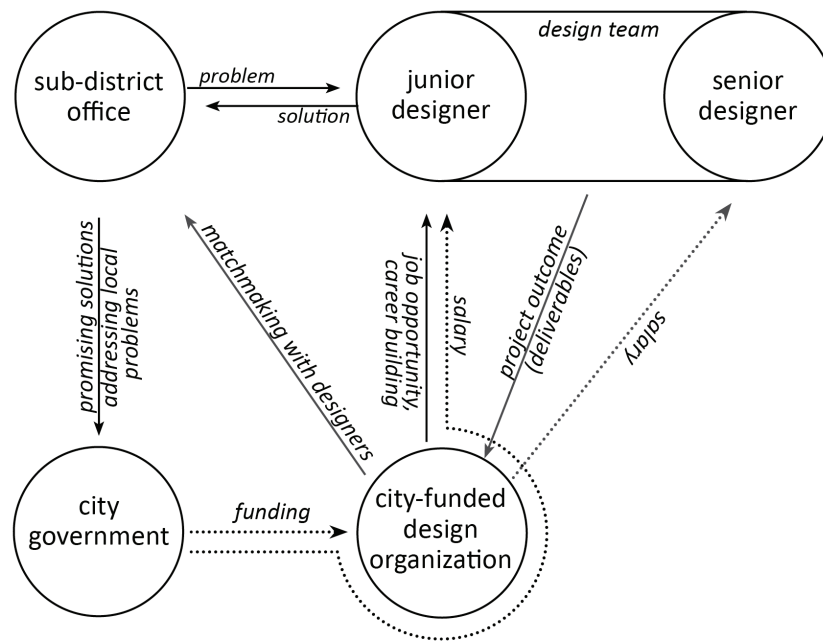 design team
sub-district
office
problem
solution
junior
designer
senior
designer
promising solutions
addressing local
problems
matchmaking with designers
job opportunity,
career building
salary
project outcome
(deliverables)
salary
city
government
funding
city-funded
design
organization